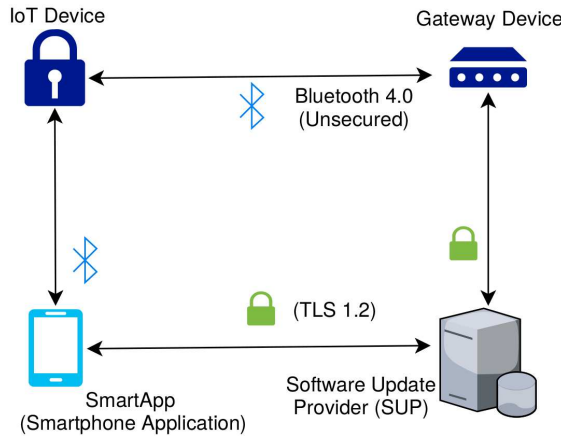 IoT Device
Gateway Device
Bluetooth 4.0
(Unsecured)
(TLS 1.2)
SmartApp
(Smartphone Application)
Software Update
Provider (SUP)